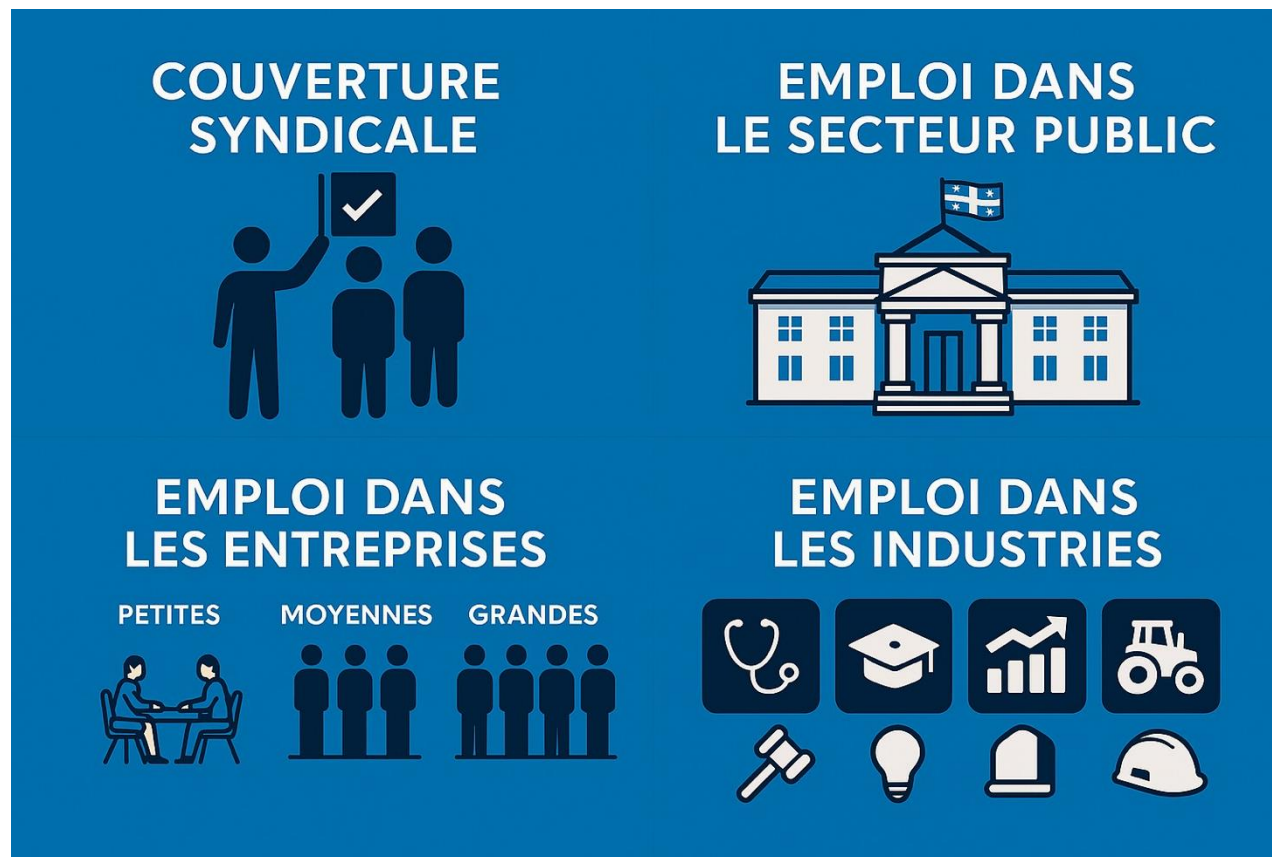 COUVERTURE
SYNDICALE
EMPLOI DANS
LE SECTEUR PUBLIC
EMPLOI DANS
LES ENTREPRISES
PETITES
MOYENNES
GRANDES
EMPLOI DANS
LES INDUSTRIES